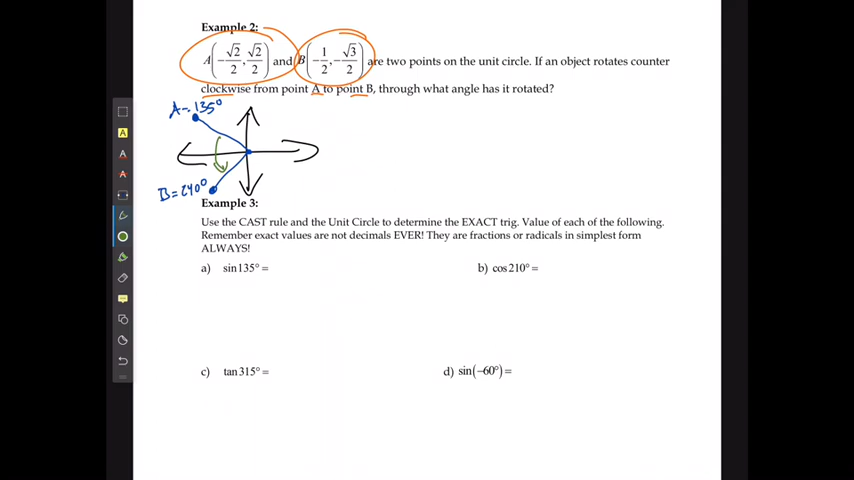 Example 2:
A(-√2/2, √2/2) and B(-1/2, -√3/2) are two points on the unit circle. If an object rotates counter
clockwise from point A to point B, through what angle has it rotated?
A=135°
B=240°
Example 3:
Use the CAST rule and the Unit Circle to determine the EXACT trig. Value of each of the following.
Remember exact values are not decimals EVER! They are fractions or radicals in simplest form
ALWAYS!
a) sin135°=
b) cos210°=
c) tan315°=
d) sin(−60°)=